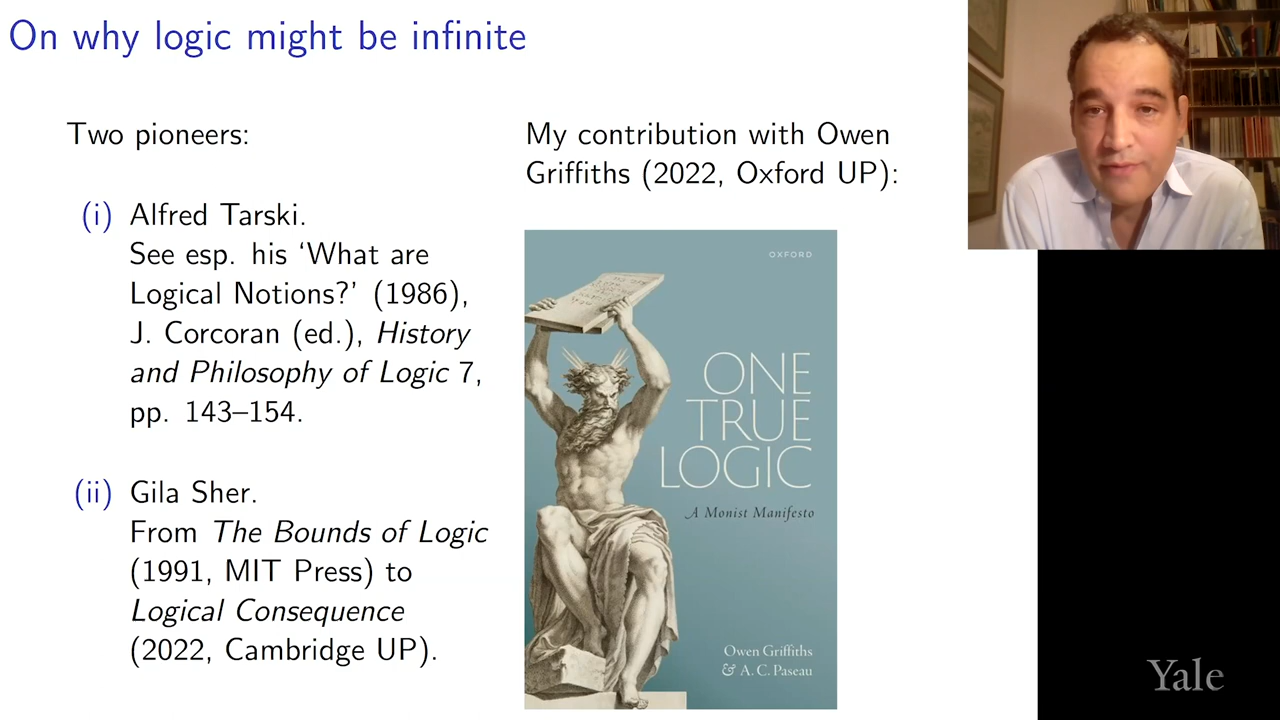 On why logic might be infinite
Two pioneers:
(i) Alfred Tarski.
See esp. his ‘What are
Logical Notions?’ (1986),
J. Corcoran (ed.), History
and Philosophy of Logic 7,
pp. 143–154.
(ii) Gila Sher.
From The Bounds of Logic
(1991, MIT Press) to
Logical Consequence
(2022, Cambridge UP).
My contribution with Owen
Griffiths (2022, Oxford UP):
OXFORD
ONE
TRUE
LOGIC
A Monist Manifesto
Owen Griffiths
& A. C. Paseau
Yale